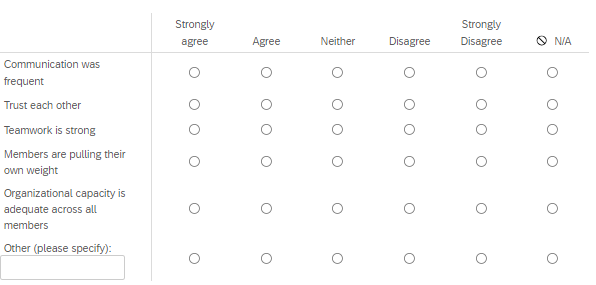 Strongly agree
Agree
Neither
Disagree
Strongly Disagree
N/A
Communication was
frequent
Trust each other
Teamwork is strong
Members are pulling their
own weight
Organizational capacity is
adequate across all
members
Other (please specify):